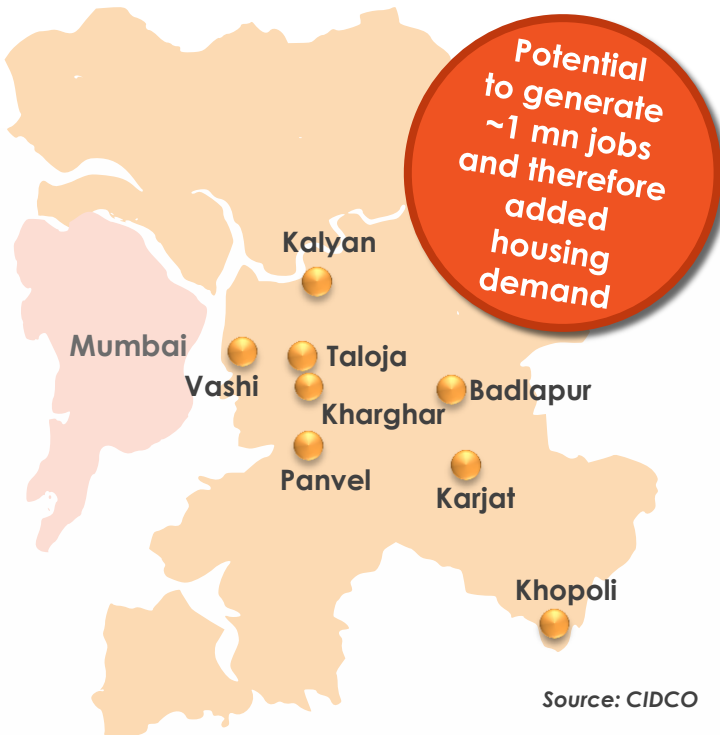 Potential
to generate
~1 mn jobs
and therefore
added
housing
demand
Kalyan
Mumbai
Taloja
Vashi
Badlapur
Kharghar
Panvel
Karjat
Khopoli
Source: CIDCO